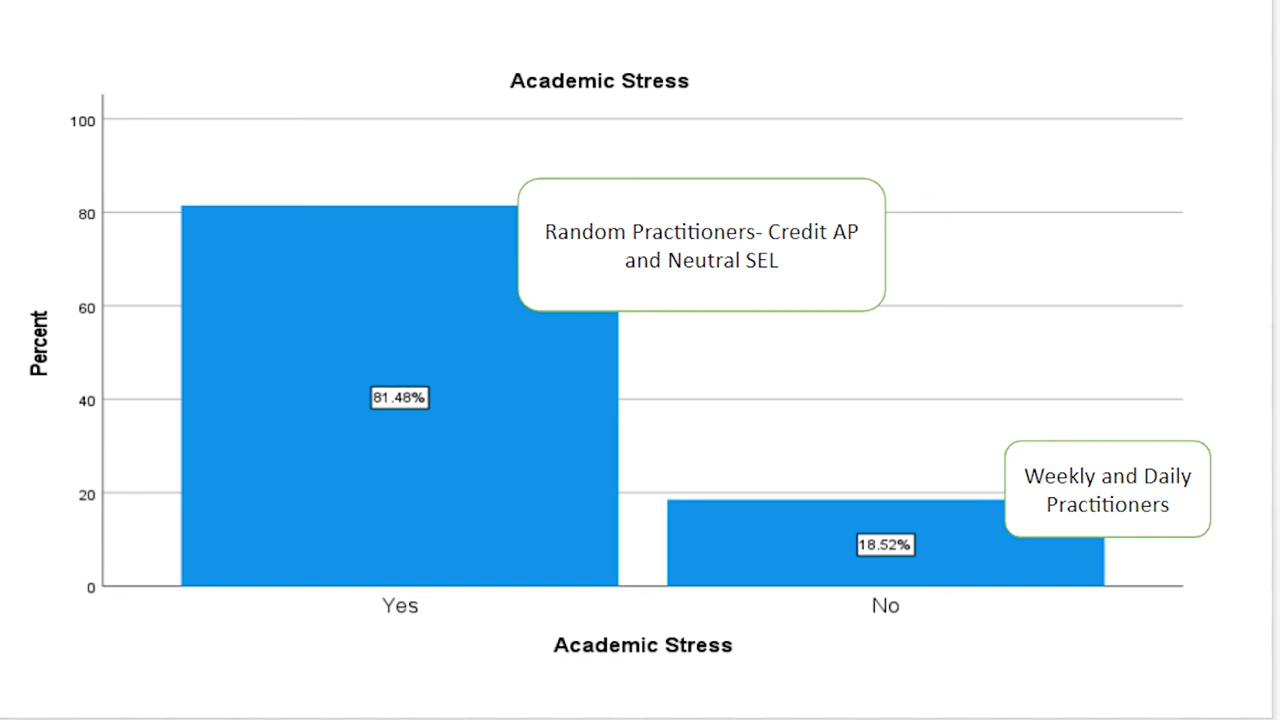 Academic Stress
100
80
60
40
20
0
Percent
Random Practitioners- Credit AP
and Neutral SEL
81.48%
Weekly and Daily
Practitioners
18.52%
Yes
No
Academic Stress